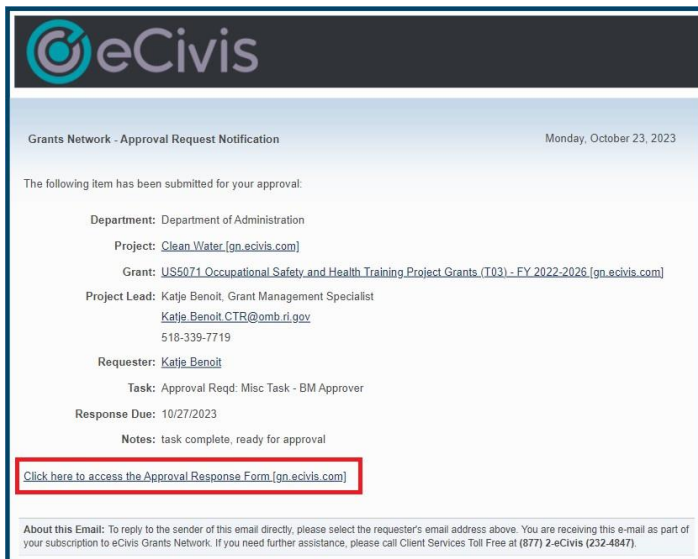 eCivis
Grants Network - Approval Request Notification Monday, October 23, 2023
The following item has been submitted for your approval:
Department: Department of Administration
Project: Clean Water [gn.ecivis.com]
Grant: US5071 Occupational Safety and Health Training Project Grants (T03) - FY 2022-2026 [gn.ecivis.com]
Project Lead: Katje Benoit, Grant Management Specialist
Katje.Benoit.CTR@omb.ri.gov
518-339-7719
Requester: Katje Benoit
Task: Approval Reqd: Misc Task - BM Approver
Response Due: 10/27/2023
Notes: task complete, ready for approval
Click here to access the Approval Response Form [gn.ecivis.com]
About this Email: To reply to the sender of this email directly, please select the requester's email address above. You are receiving this e-mail as part of
your subscription to eCivis Grants Network. If you need further assistance, please call Client Services Toll Free at (877) 2-eCivis (232-4847).